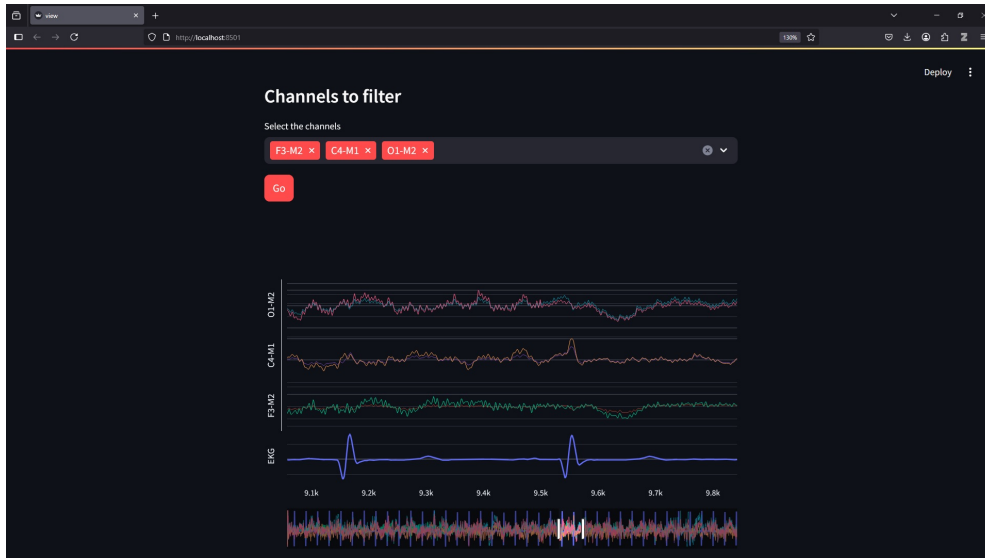 view
http://localhost:8501
130%
Deploy
Channels to filter
Select the channels
F3-M2 C4-M1 O1-M2
Go
O1-M2
C4-M1
F3-M2
EKG
9.1k 9.2k 9.3k 9.4k 9.5k 9.6k 9.7k 9.8k